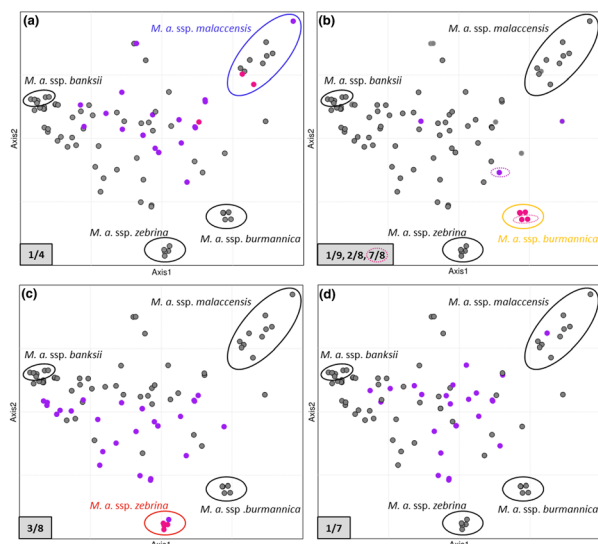 (a)
M. a. ssp. malaccensis
M. a. ssp. banksii
Axis2
M. a. ssp. zebrina
M. a. ssp. burmannica
1/4
Axis1
(b)
M. a. ssp. malaccensis
M. a. ssp. banksii
Axis2
M. a. ssp. zebrina
M. a. ssp. burmannica
1/9, 2/8, 7/8
Axis1
(c)
M. a. ssp. malaccensis
M. a. ssp. banksii
Axis2
M. a. ssp. zebrina
M. a. ssp .burmannica
3/8
Axis1
(d)
M. a. ssp. malaccensis
M. a. ssp. banksii
Axis2
M. a. ssp. zebrina
M. a. ssp. burmannica
1/7
Axis1